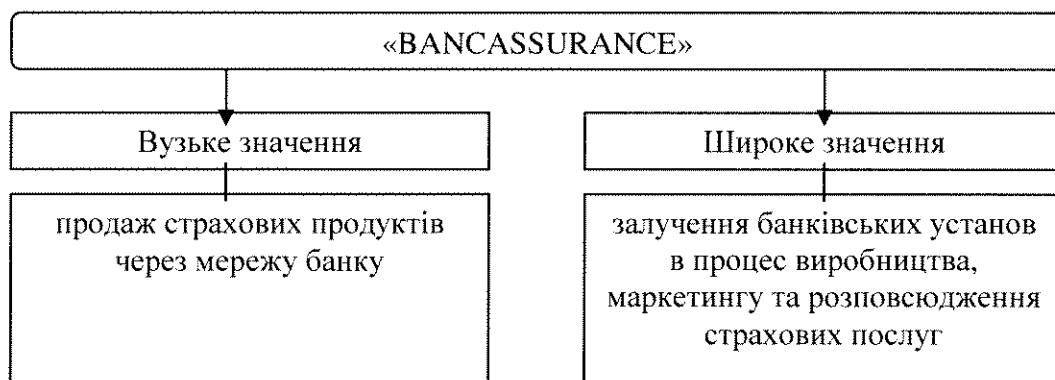 «BANCASSURANCE»
Вузьке значення
Широке значення
продаж страхових продуктів
через мережу банку
залучення банківських установ
в процес виробництва,
маркетингу та розповсюдження
страхових послуг